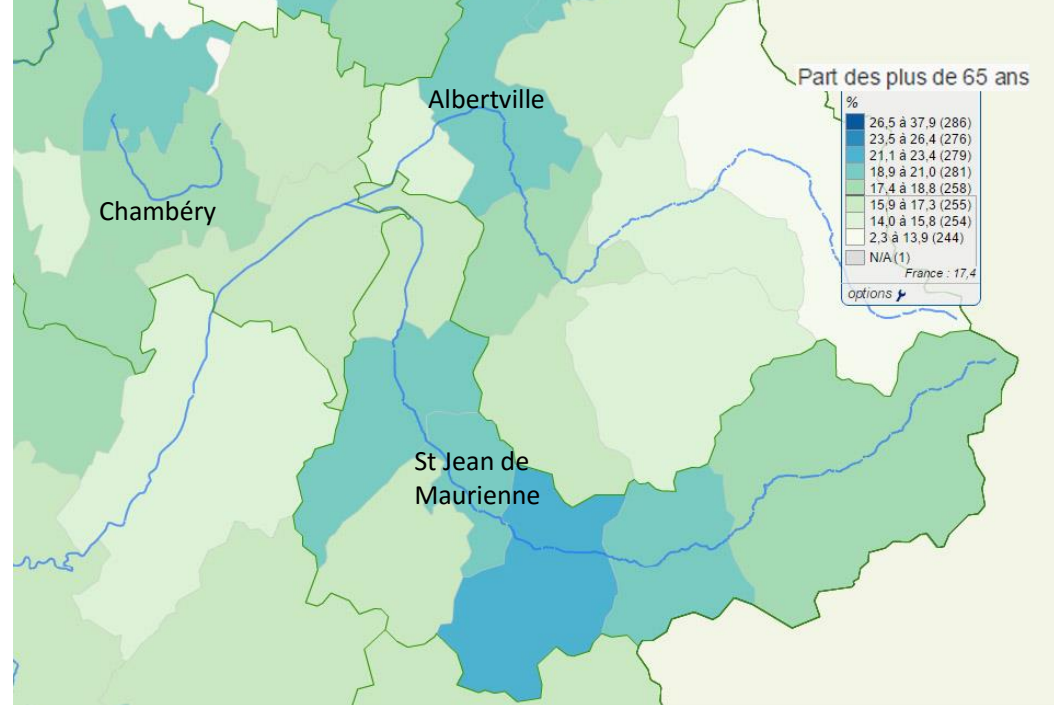 Albertville
Chambéry
St Jean de
Maurienne
Part des plus de 65 ans
%
26,5 à 37,9 (286)
23,5 à 26,4 (276)
21,1 à 23,4 (279)
18,9 à 21,0 (281)
17,4 à 18,8 (258)
15,9 à 17,3 (255)
14,0 à 15,8 (254)
2,3 à 13,9 (244)
N/A (1)
France : 17,4
options